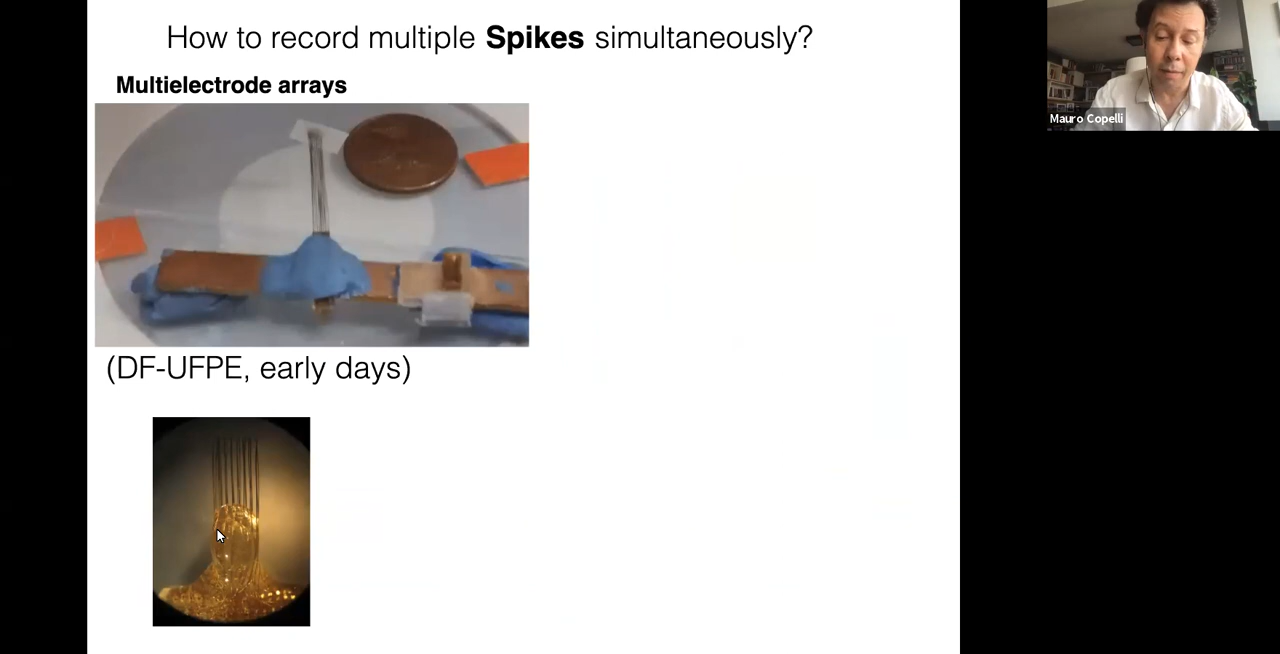 How to record multiple Spikes simultaneously?
Multielectrode arrays
(DF-UFPE, early days)
Mauro Copelli